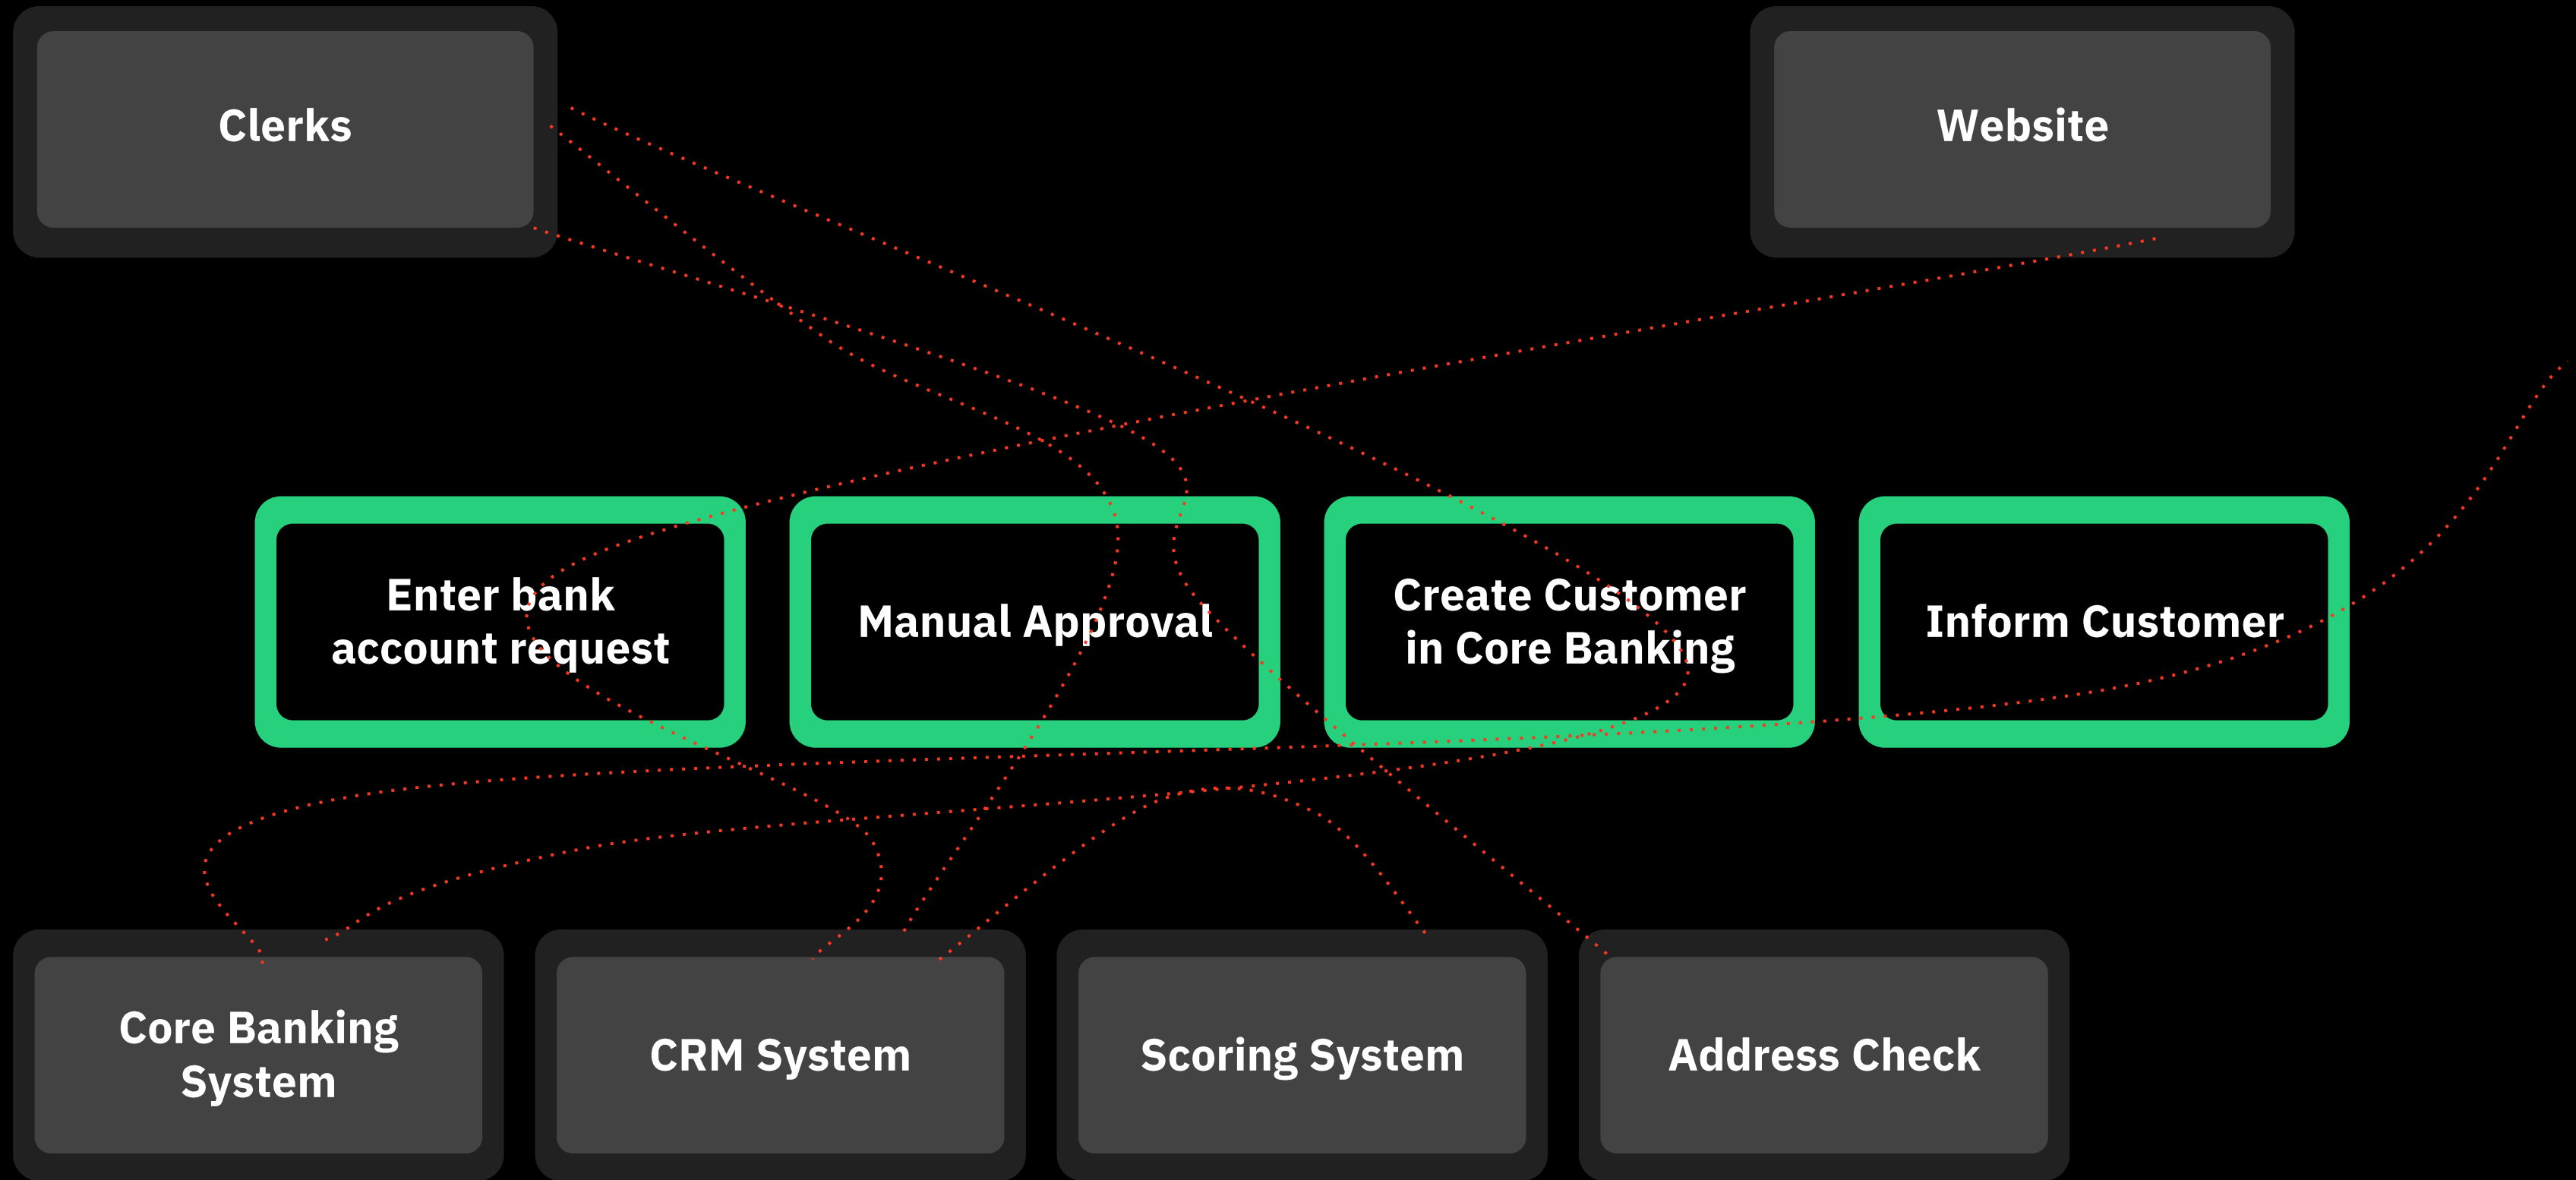 Clerks
Website
Enter bank
account request
Manual Approval
Create Customer
in Core Banking
Inform Customer
Core Banking
System
CRM System
Scoring System
Address Check